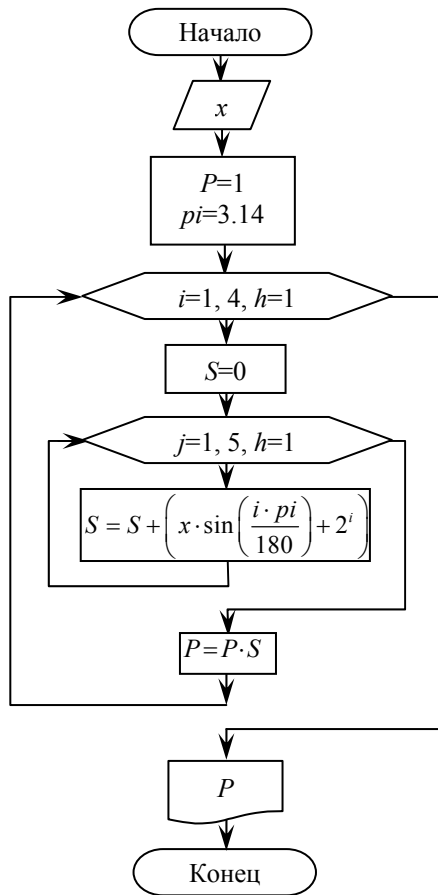 Начало
x
P=1
pi=3.14
i=1, 4, h=1
S=0
j=1, 5, h=1
S = S + ( x · sin ( i · pi / 180 ) + 2^i )
P = P · S
P
Конец